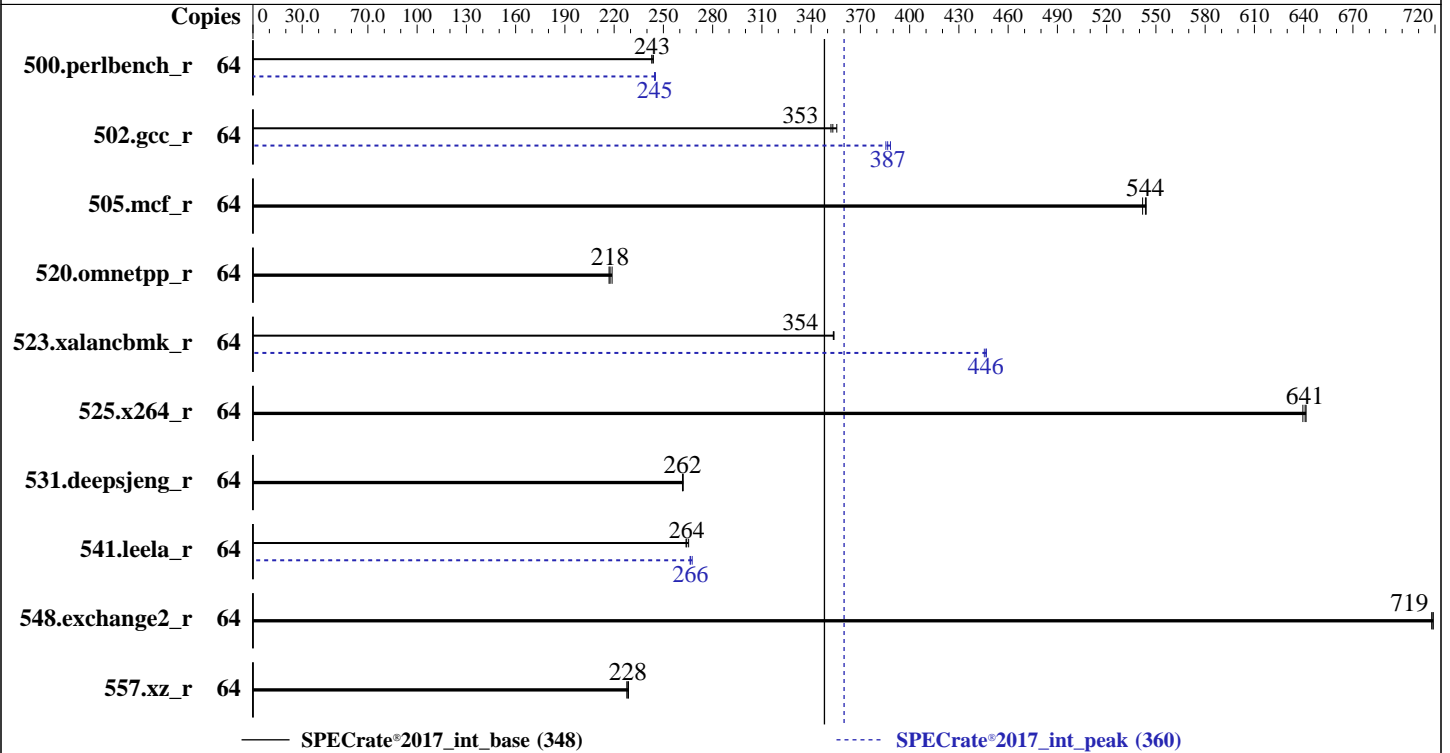 Copies 0 30.0 70.0 100 130 160 190 220 250 280 310 340 370 400 430 460 490 520 550 580 610 640 670 720
243
500.perlbench_r 64
245
353
502.gcc_r 64
387
544
505.mcf_r 64
218
520.omnetpp_r 64
354
523.xalancbmk_r 64
446
641
525.x264_r 64
262
531.deepsjeng_r 64
264
541.leela_r 64
266
719
548.exchange2_r 64
228
557.xz_r 64
SPECrate®2017_int_base (348) SPECrate®2017_int_peak (360)